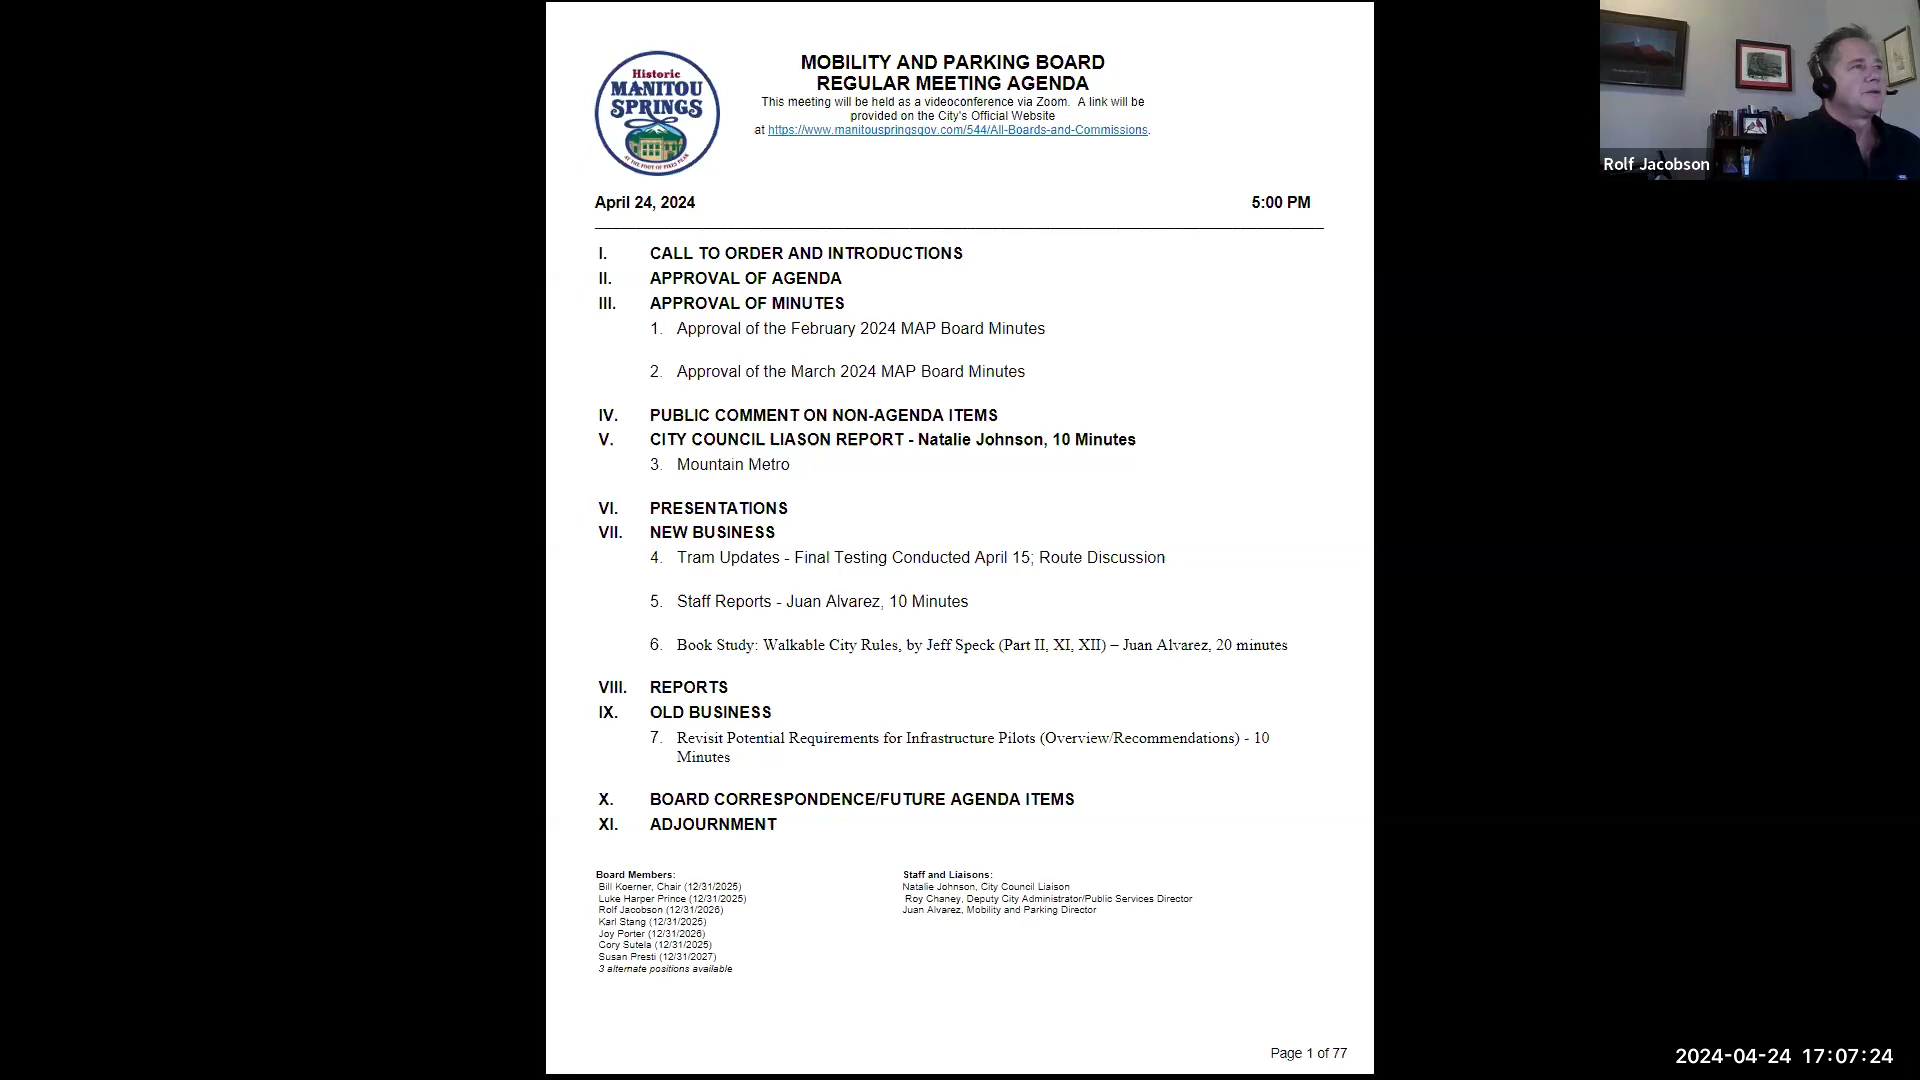 Historic
MANITOU
SPRINGS
AT THE FOOT OF PIKES PEAK
MOBILITY AND PARKING BOARD
REGULAR MEETING AGENDA
This meeting will be held as a videoconference via Zoom. A link will be
provided on the City's Official Website
at https://www.manitouspringsgov.com/544/All-Boards-and-Commissions.
April 24, 2024 5:00 PM
I. CALL TO ORDER AND INTRODUCTIONS
II. APPROVAL OF AGENDA
III. APPROVAL OF MINUTES
1. Approval of the February 2024 MAP Board Minutes
2. Approval of the March 2024 MAP Board Minutes
IV. PUBLIC COMMENT ON NON-AGENDA ITEMS
V. CITY COUNCIL LIASON REPORT - Natalie Johnson, 10 Minutes
3. Mountain Metro
VI. PRESENTATIONS
VII. NEW BUSINESS
4. Tram Updates - Final Testing Conducted April 15; Route Discussion
5. Staff Reports - Juan Alvarez, 10 Minutes
6. Book Study: Walkable City Rules, by Jeff Speck (Part II, XI, XII) – Juan Alvarez, 20 minutes
VIII. REPORTS
IX. OLD BUSINESS
7. Revisit Potential Requirements for Infrastructure Pilots (Overview/Recommendations) - 10
Minutes
X. BOARD CORRESPONDENCE/FUTURE AGENDA ITEMS
XI. ADJOURNMENT
Board Members:
Bill Koerner, Chair (12/31/2025)
Luke Harper Prince (12/31/2025)
Rolf Jacobson (12/31/2026)
Karl Stang (12/31/2025)
Joy Porter (12/31/2026)
Cory Sutela (12/31/2025)
Susan Presti (12/31/2027)
3 alternate positions available
Staff and Liaisons:
Natalie Johnson, City Council Liaison
Roy Chaney, Deputy City Administrator/Public Services Director
Juan Alvarez, Mobility and Parking Director
Page 1 of 77
Rolf Jacobson
2024-04-24 17:07:24